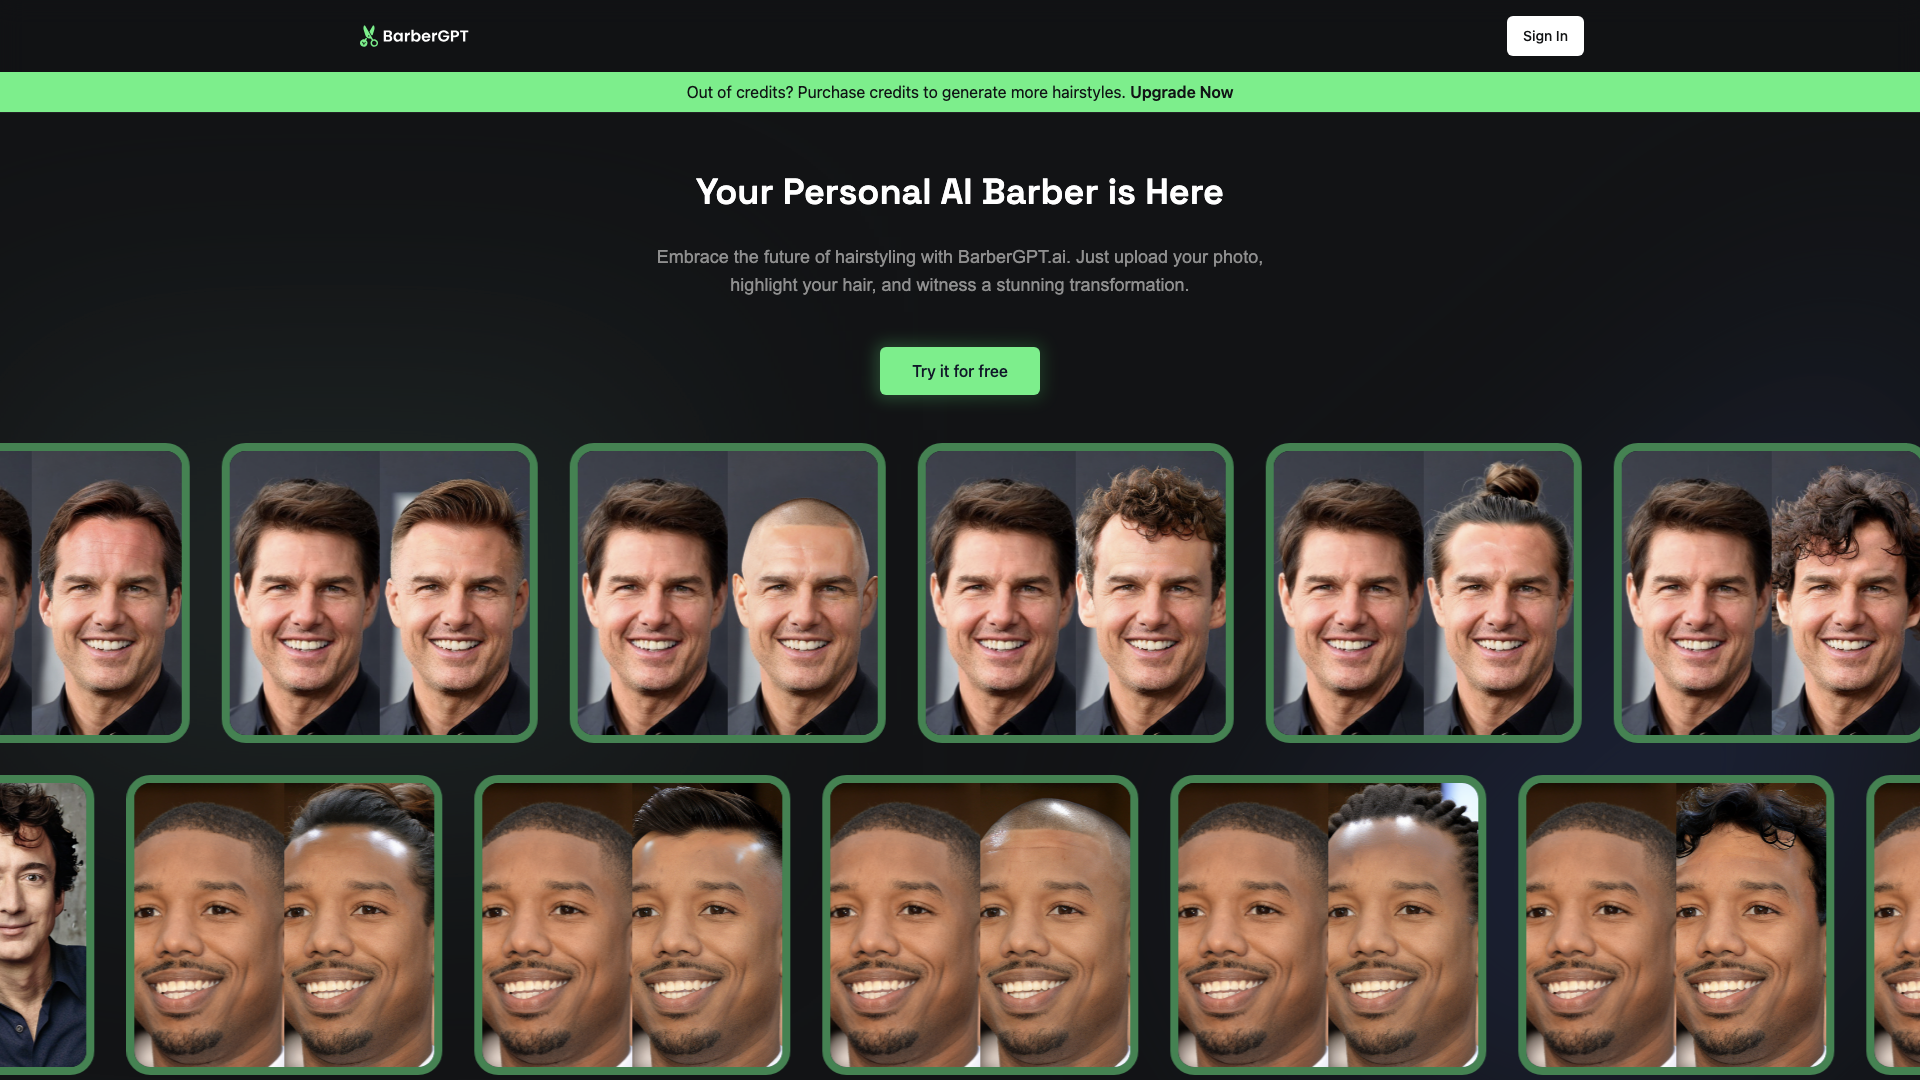 BarberGPT
Sign In
Out of credits? Purchase credits to generate more hairstyles. Upgrade Now
Your Personal AI Barber is Here
Embrace the future of hairstyling with BarberGPT.ai. Just upload your photo,
highlight your hair, and witness a stunning transformation.
Try it for free